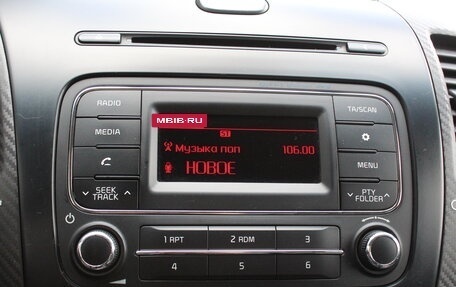 RADIO
MBIB.RU
TA/SCAN
ST
MEDIA
Музыка поп 106.00
НОВОЕ
MENU
SEEK TRACK
PTY FOLDER
1 RPT
2 RDM
3
4
5
6